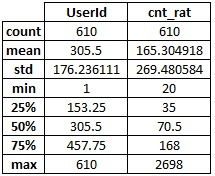 UserId cnt_rat
count 610 610
mean 305.5 165.304918
std 176.236111 269.480584
min 1 20
25% 153.25 35
50% 305.5 70.5
75% 457.75 168
max 610 2698